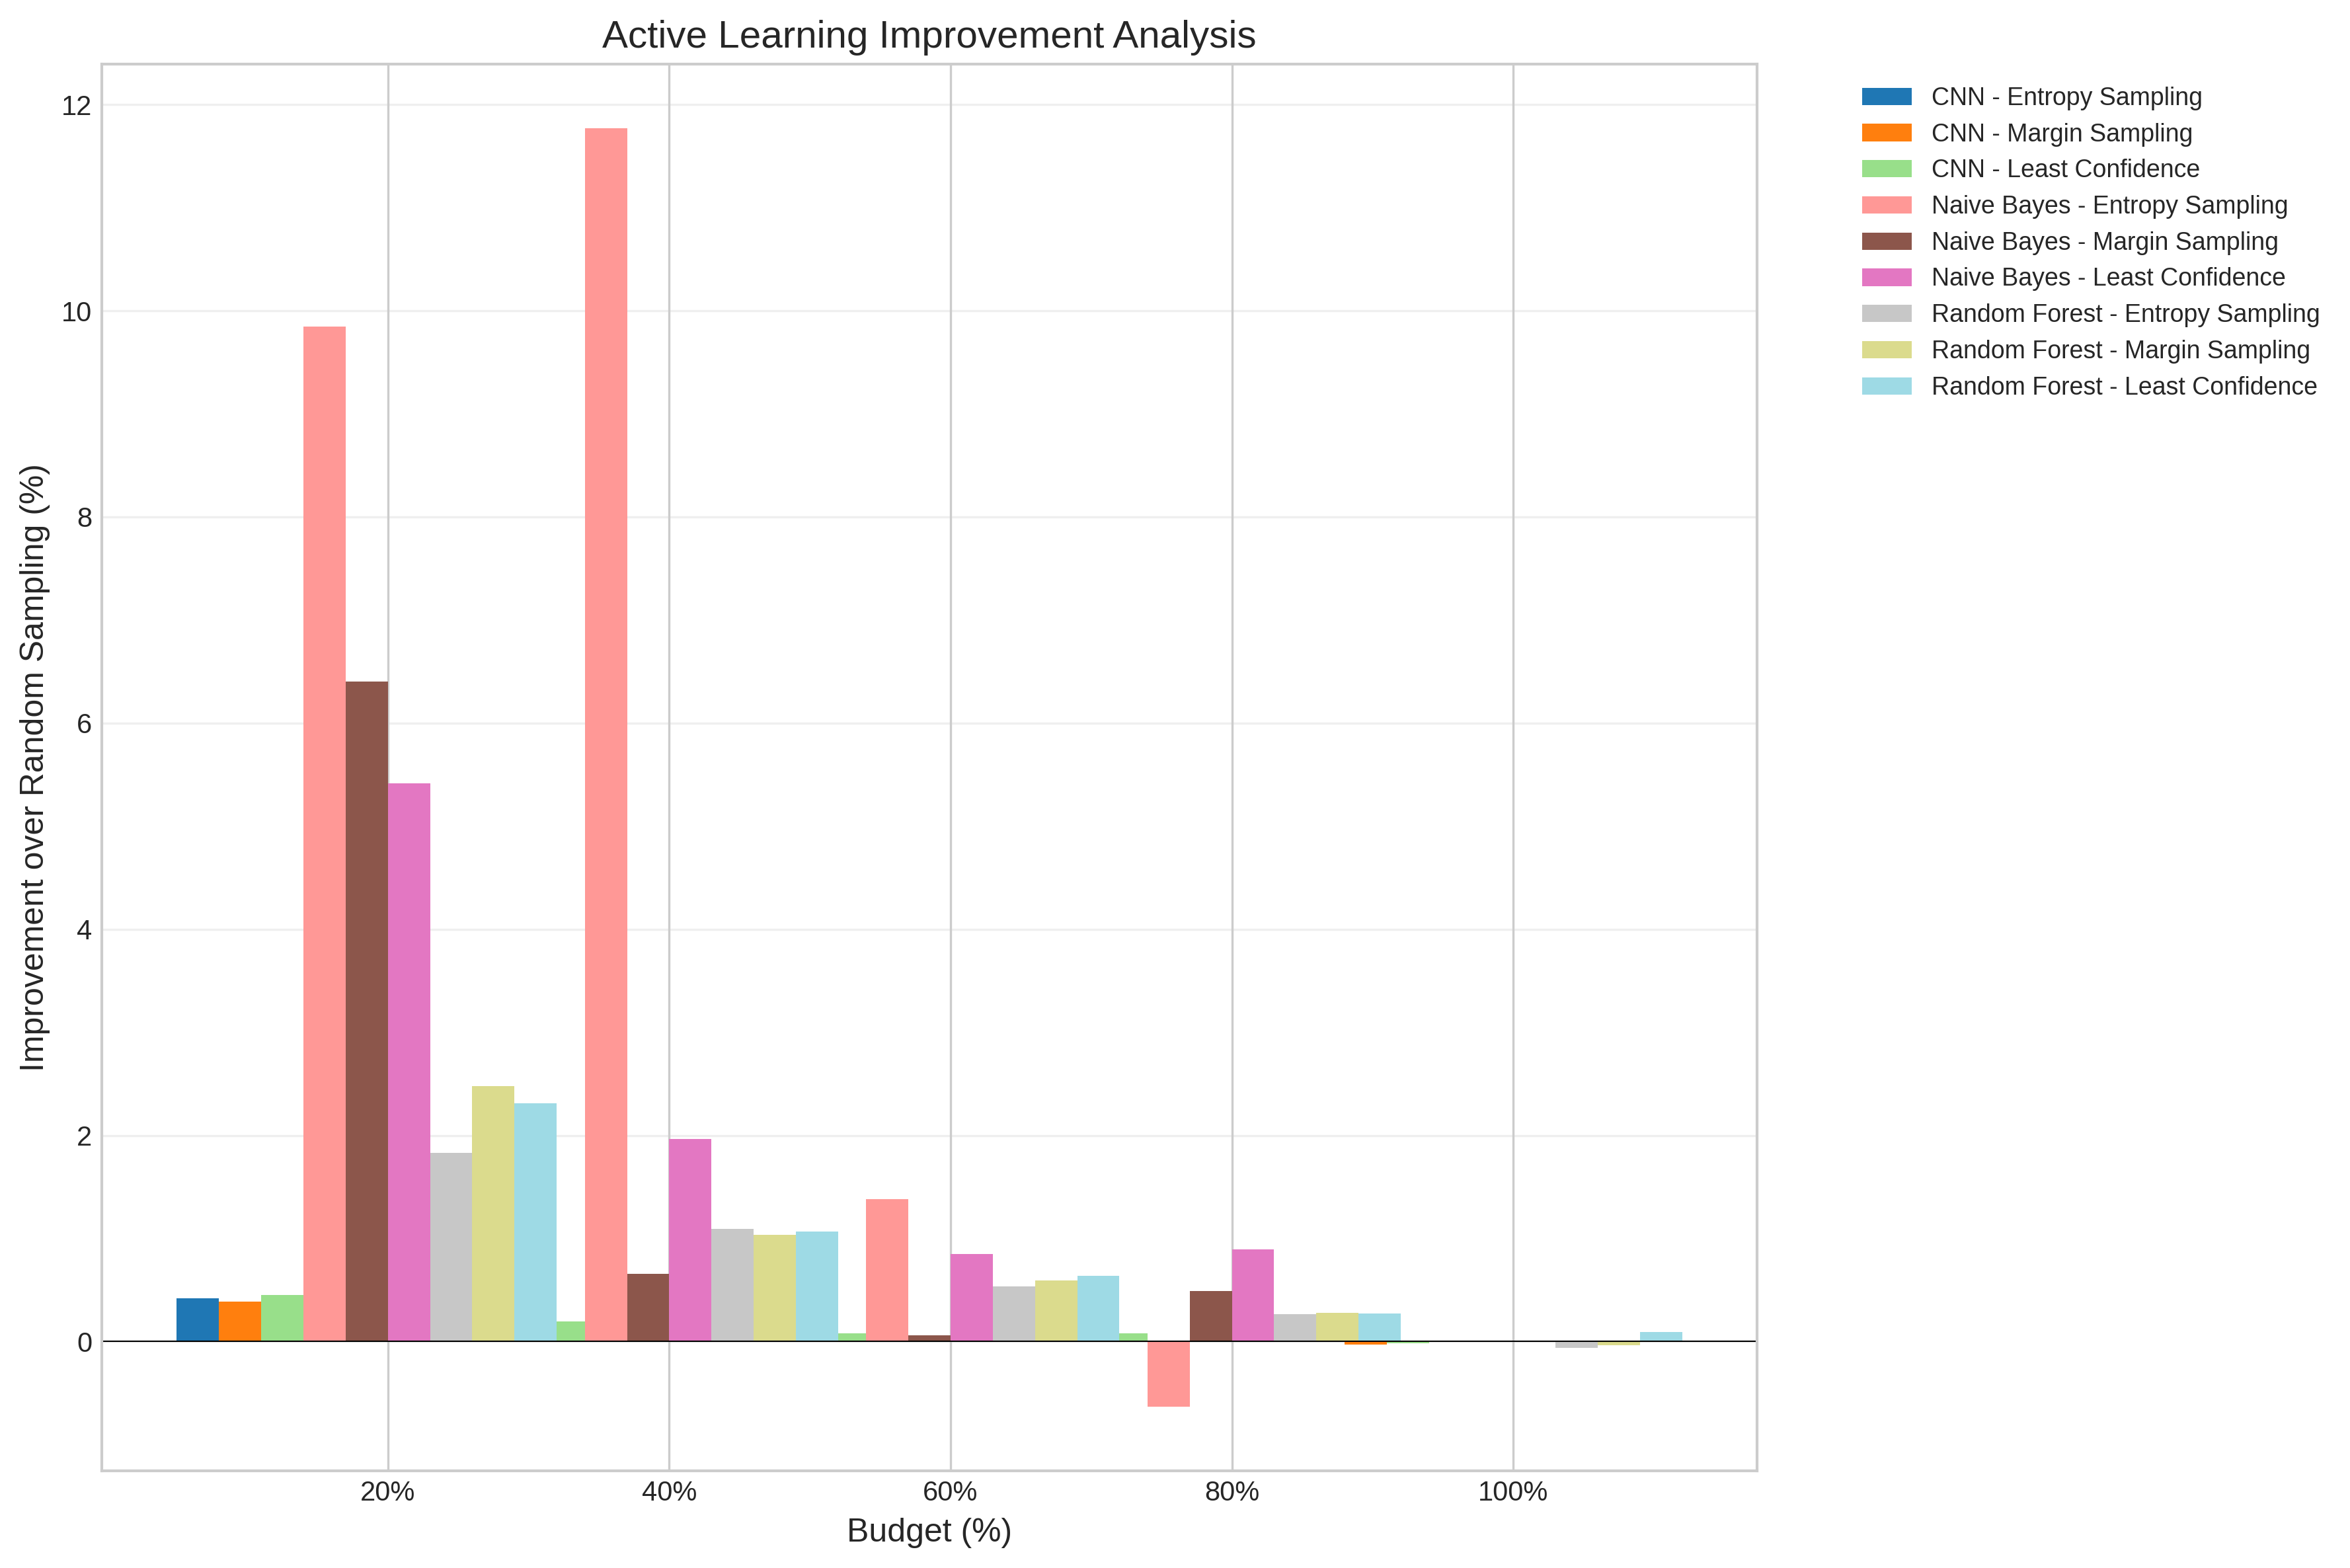 Active Learning Improvement Analysis
Improvement over Random Sampling (%)
12
10
8
6
4
2
0
20%
40%
60%
80%
100%
Budget (%)
CNN - Entropy Sampling
CNN - Margin Sampling
CNN - Least Confidence
Naive Bayes - Entropy Sampling
Naive Bayes - Margin Sampling
Naive Bayes - Least Confidence
Random Forest - Entropy Sampling
Random Forest - Margin Sampling
Random Forest - Least Confidence